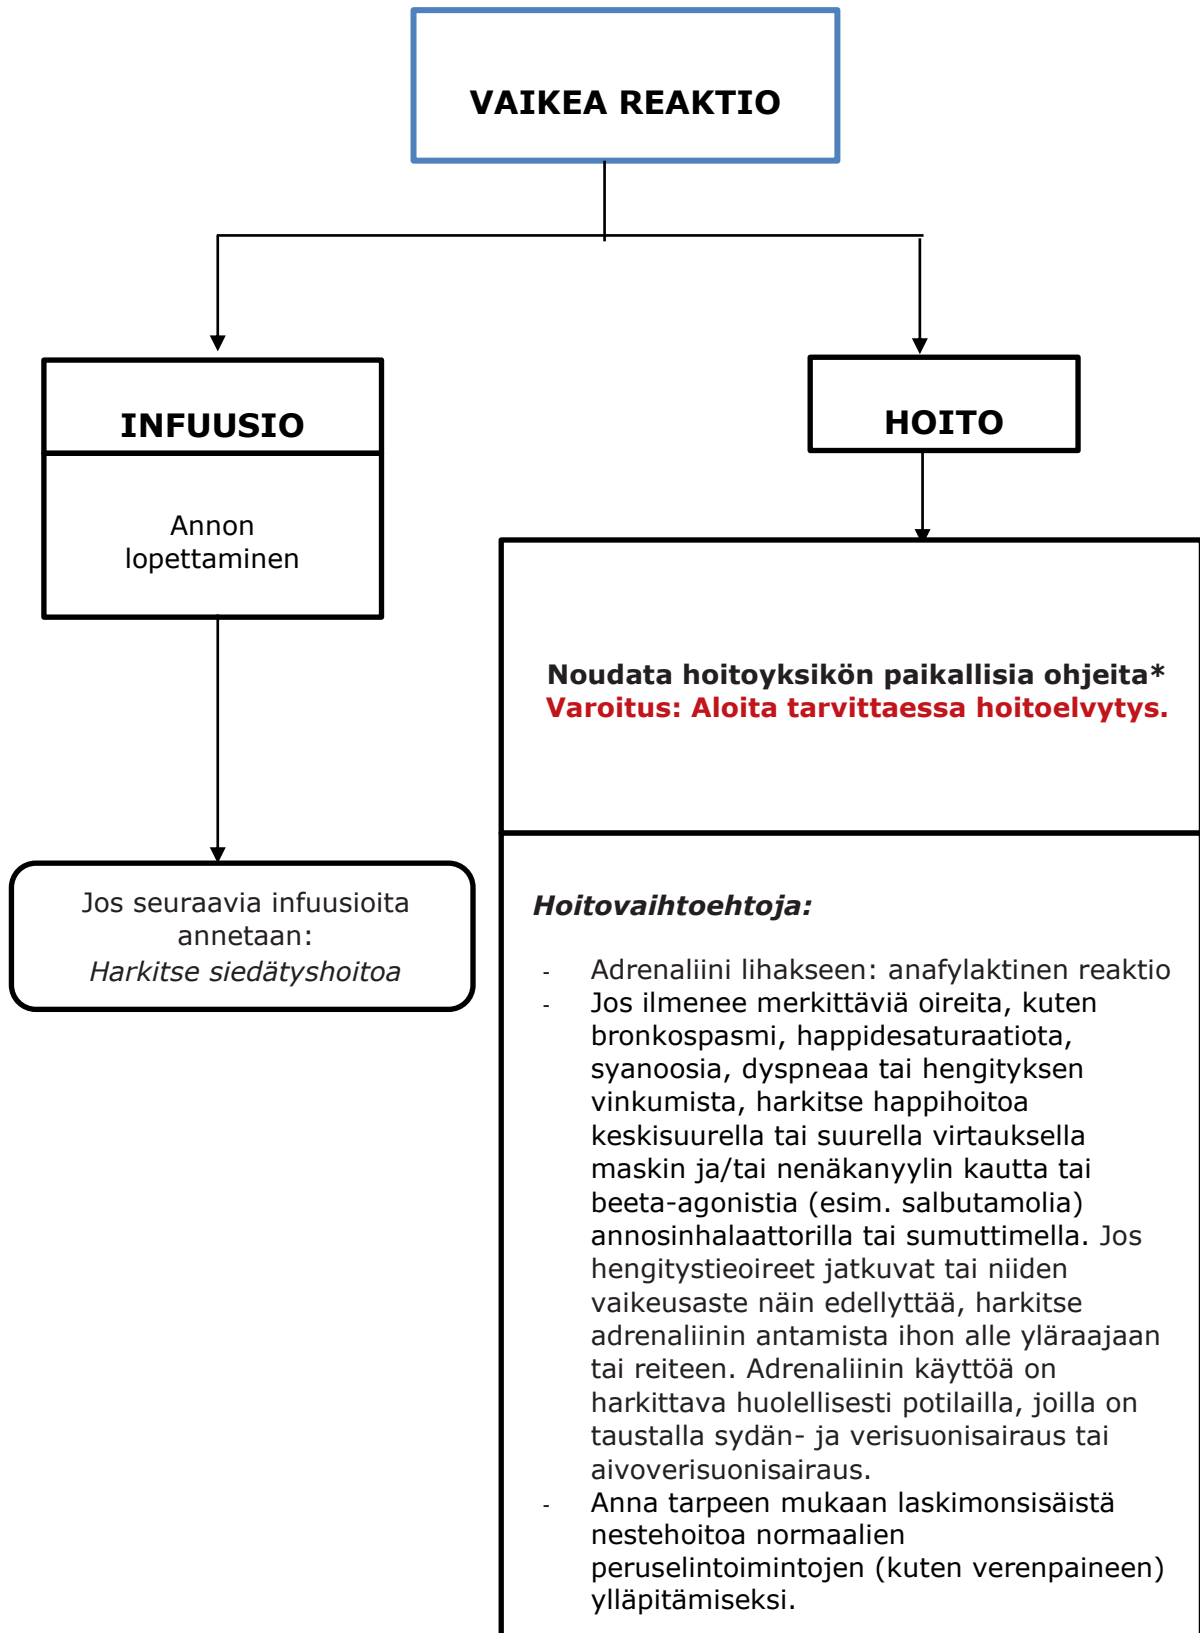 VAIKEA REAKTIO
INFUUSIO
Annon
lopettaminen
Jos seuraavia infuusioita
annetaan:
Harkitse siedätyshoitoa
HOITO
Noudata hoitoyksikön paikallisia ohjeita*
Varoitus: Aloita tarvittaessa hoitoelvytys.
Hoitovaihtoehtoja:
- Adrenaliini lihakseen: anafylaktinen reaktio
- Jos ilmenee merkittäviä oireita, kuten
bronkospasmi, happidesaturaatiota,
syanoosia, dyspneaa tai hengityksen
vinkumista, harkitse happihoitoa
keskisuurella tai suurella virtauksella
maskin ja/tai nenäkanyylin kautta tai
beeta-agonistia (esim. salbutamolia)
annosinhalaattorilla tai sumuttimella. Jos
hengitystieoireet jatkuvat tai niiden
vaikeusaste näin edellyttää, harkitse
adrenaliinin antamista ihon alle yläraajaan
tai reiteen. Adrenaliinin käyttöä on
harkittava huolellisesti potilailla, joilla on
taustalla sydän- ja verisuonisairaus tai
aivoverisuonisairaus.
- Anna tarpeen mukaan laskimonsisäistä
nestehoitoa normaalien
peruselintoimintojen (kuten verenpaineen)
ylläpitämiseksi.